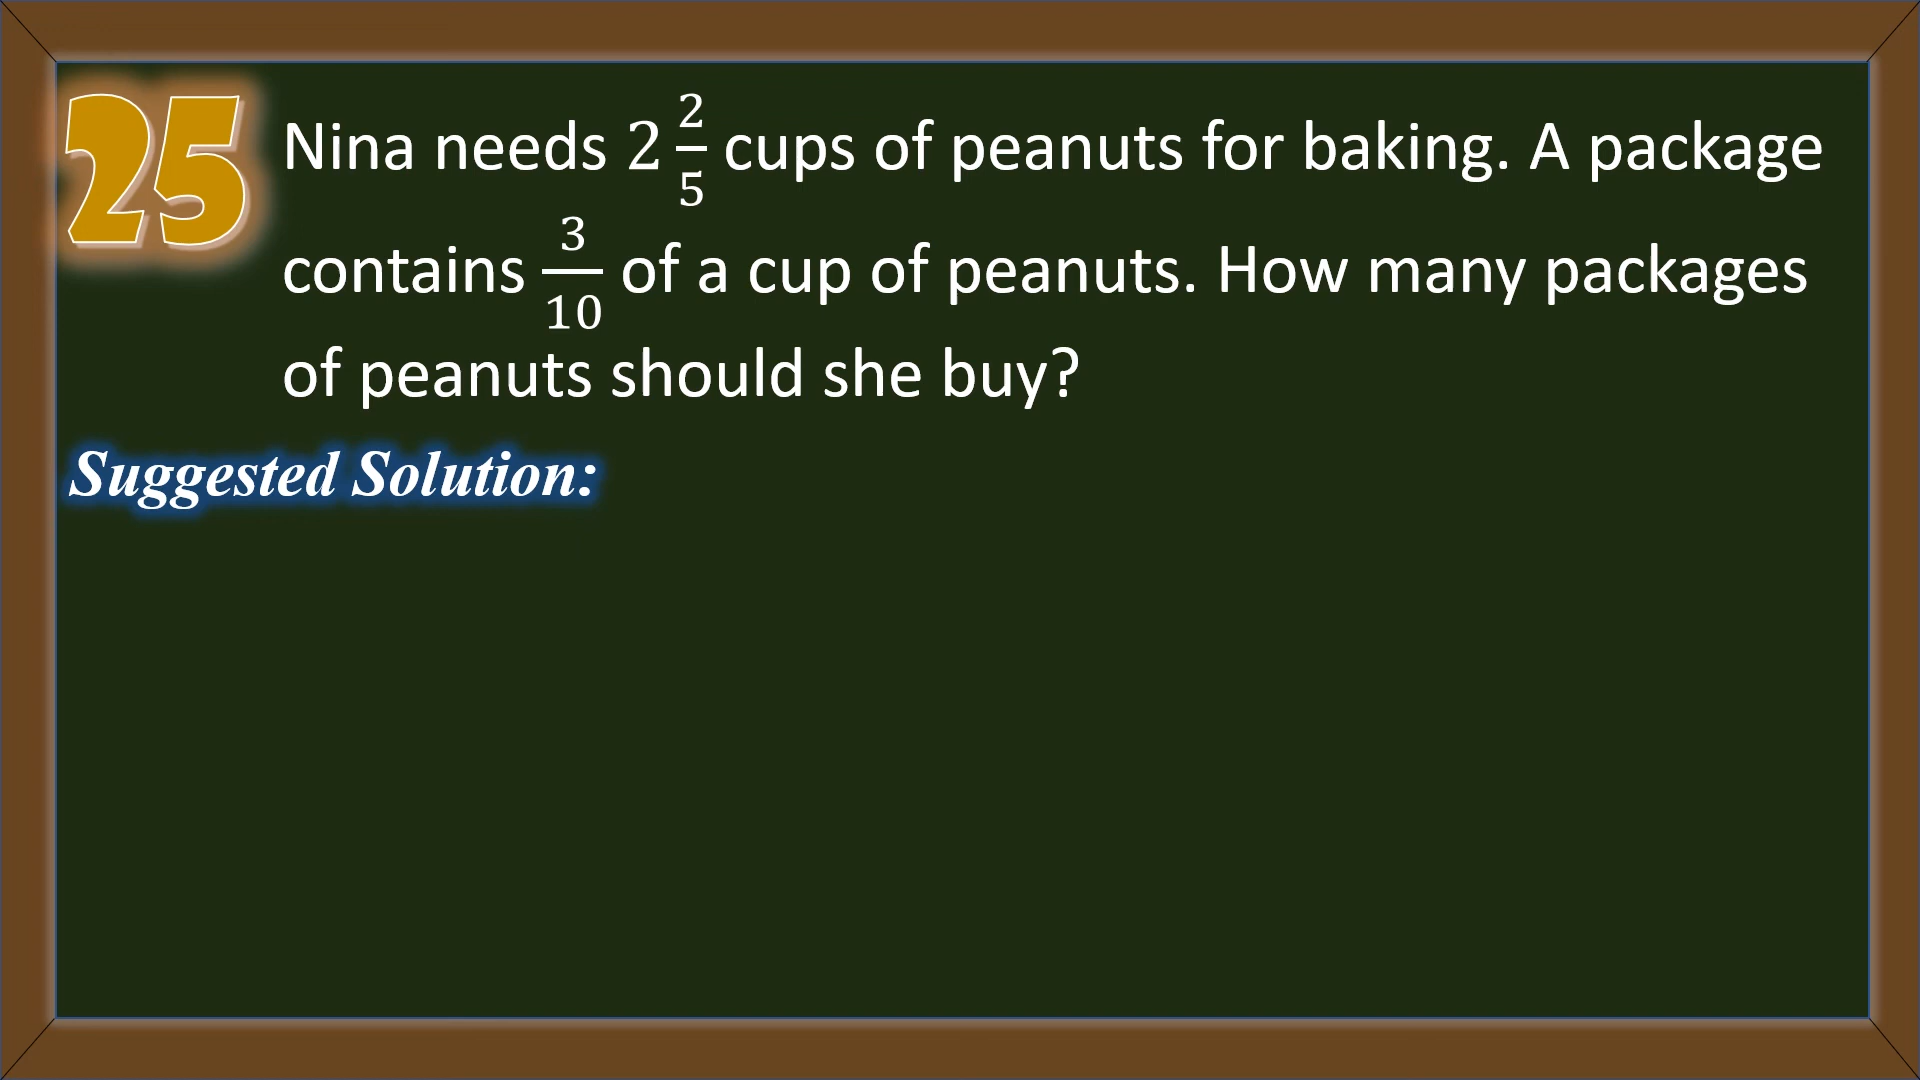 25
Nina needs 2 2/5 cups of peanuts for baking. A package
contains 3/10 of a cup of peanuts. How many packages
of peanuts should she buy?
Suggested Solution: